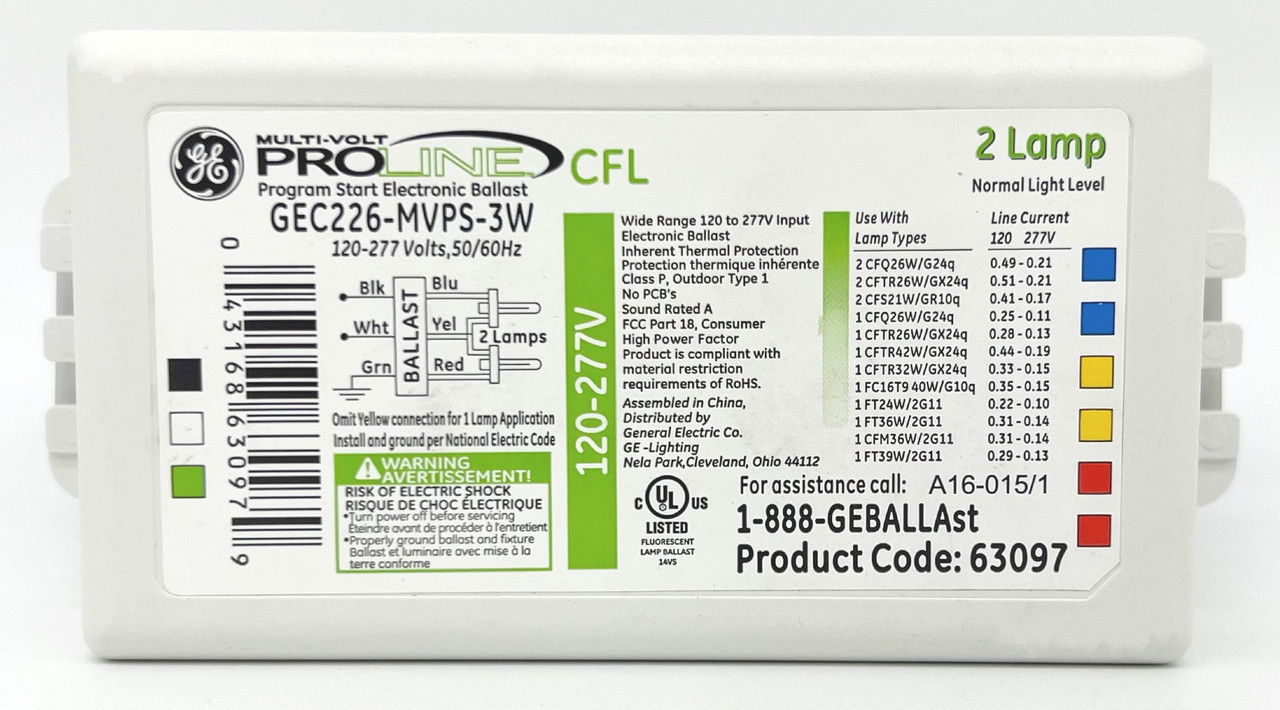 GE
MULTI-VOLT
PROLINE CFL
Program Start Electronic Ballast
GEC226-MVPS-3W
120-277 Volts,50/60Hz
0 43168 63097 9
Blk
Wht
Grn
BALLAST
Blu
Yel
Red
2 Lamps
Omit Yellow connection for 1 Lamp Application
Install and ground per National Electric Code
WARNING
AVERTISSEMENT!
RISK OF ELECTRIC SHOCK
RISQUE DE CHOC ÉLECTRIQUE
•Turn power off before servicing
Éteindre avant de procéder à l'entretient
•Properly ground ballast and fixture
Ballast et luminaire avec mise à la
terre conforme
120-277V
Wide Range 120 to 277V Input
Electronic Ballast
Inherent Thermal Protection
Protection thermique inhérente
Class P, Outdoor Type 1
No PCB's
Sound Rated A
FCC Part 18, Consumer
High Power Factor
Product is compliant with
material restriction
requirements of RoHS.
Assembled in China,
Distributed by
General Electric Co.
GE -Lighting
Nela Park,Cleveland, Ohio 44112
C UL US
LISTED
FLUORESCENT
LAMP BALLAST
14VS
2 Lamp
Normal Light Level
Use With Line Current
Lamp Types 120 277V
2 CFQ26W/G24q 0.49 - 0.21
2 CFTR26W/GX24q 0.51 - 0.21
2 CFS21W/GR10q 0.41 - 0.17
1 CFQ26W/G24q 0.25 - 0.11
1 CFTR26W/GX24q 0.28 - 0.13
1 CFTR42W/GX24q 0.44 - 0.19
1 CFTR32W/GX24q 0.33 - 0.15
1 FC16T9 40W/G10q 0.35 - 0.15
1 FT24W/2G11 0.22 - 0.10
1 FT36W/2G11 0.31 - 0.14
1 CFM36W/2G11 0.31 - 0.14
1 FT39W/2G11 0.29 - 0.13
For assistance call: A16-015/1
1-888-GEBALLAst
Product Code: 63097